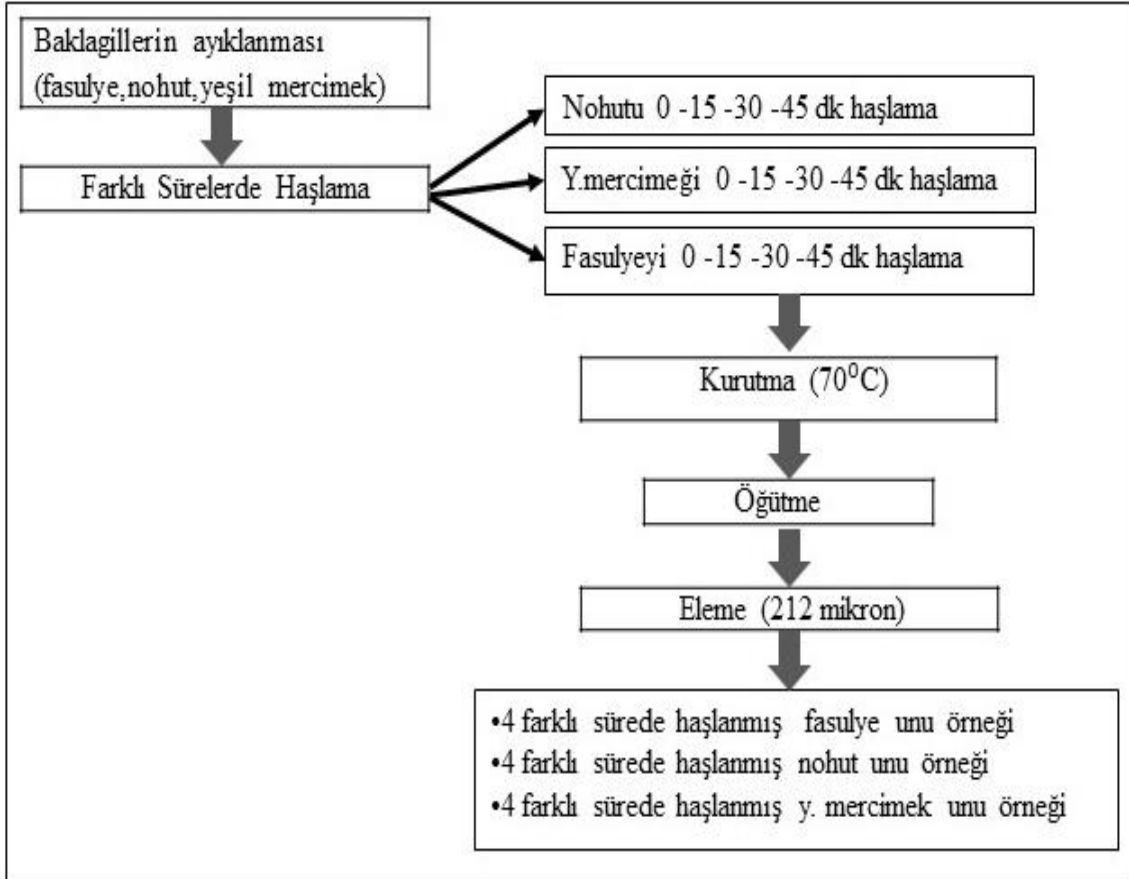 Baklagillerin ayıklanması
(fasulye,nohut,yeşil mercimek)
Farklı Sürelerde Haşlama
Nohutu 0 -15 -30 -45 dk haşlama
Y.mercimeği 0 -15 -30 -45 dk haşlama
Fasulyeyi 0 -15 -30 -45 dk haşlama
Kurutma (70⁰C)
Öğütme
Eleme (212 mikron)
•4 farklı sürede haşlanmış fasulye unu örneği
•4 farklı sürede haşlanmış nohut unu örneği
•4 farklı sürede haşlanmış y. mercimek unu örneği